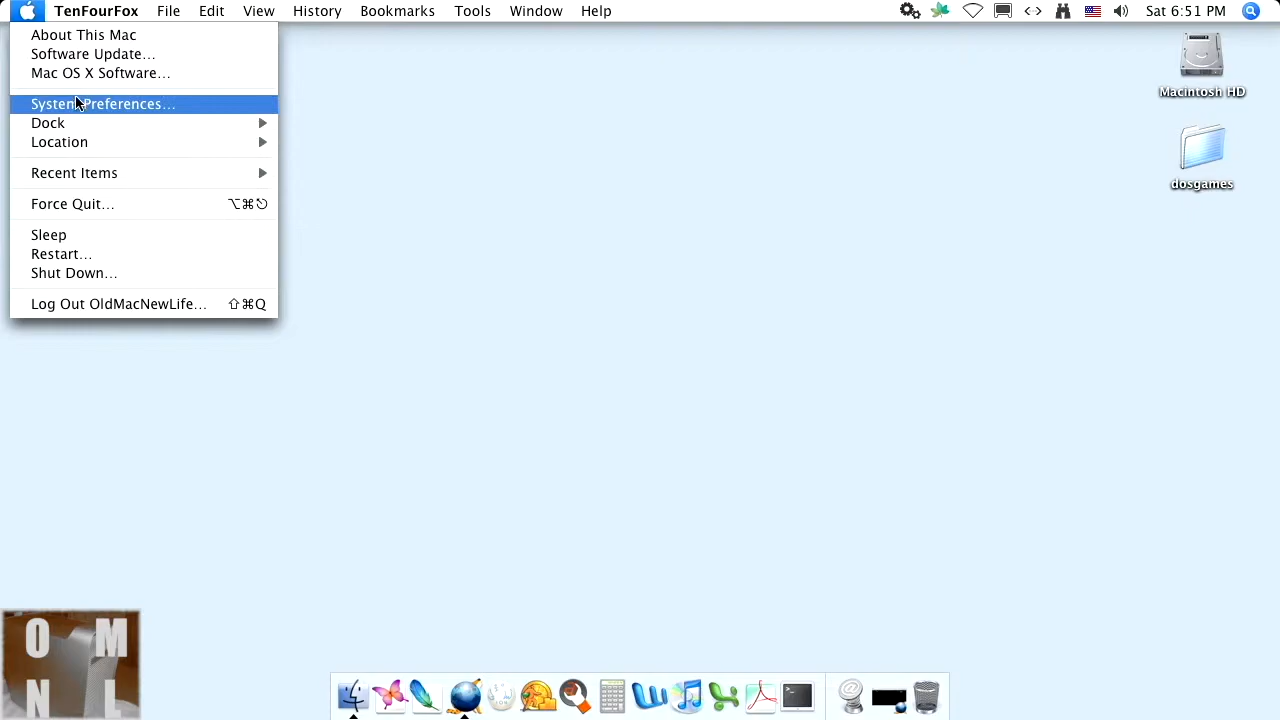 TenFourFox File Edit View History Bookmarks Tools Window Help Sat 6:51 PM
About This Mac
Software Update...
Mac OS X Software...
System Preferences...
Dock
Location
Recent Items
Force Quit... ⌥⌘⎋
Sleep
Restart...
Shut Down...
Log Out OldMacNewLife... ⇧⌘Q
Macintosh HD
dosgames
O M
N L